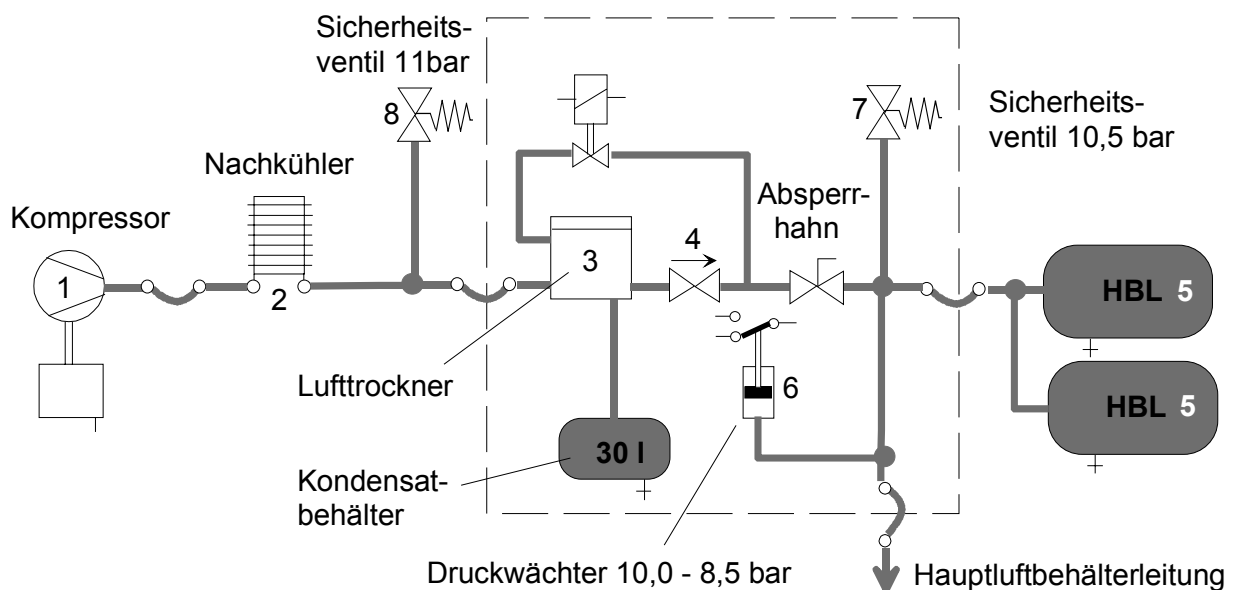 Sicherheits-
ventil 11bar
8
7
Sicherheits-
ventil 10,5 bar
Nachkühler
Kompressor
Absperr-
hahn
1
2
3
4
HBL 5
HBL 5
Lufttrockner
6
30 l
Kondensat-
behälter
Druckwächter 10,0 - 8,5 bar
Hauptluftbehälterleitung